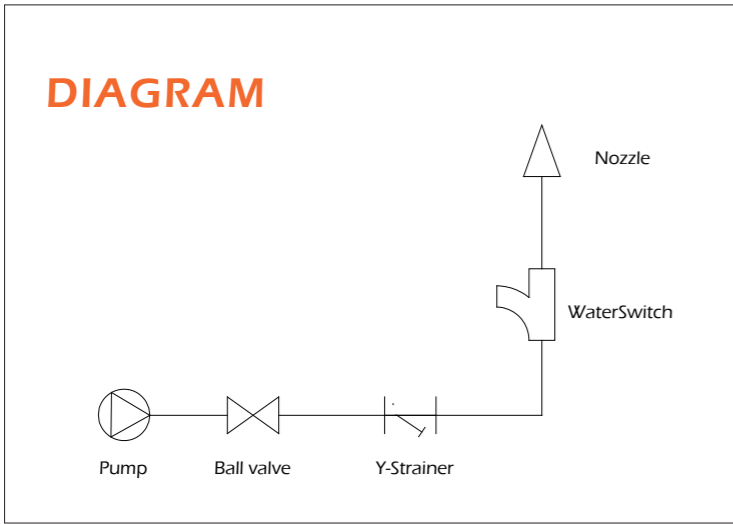 DIAGRAM
Nozzle
WaterSwitch
Pump
Ball valve
Y-Strainer